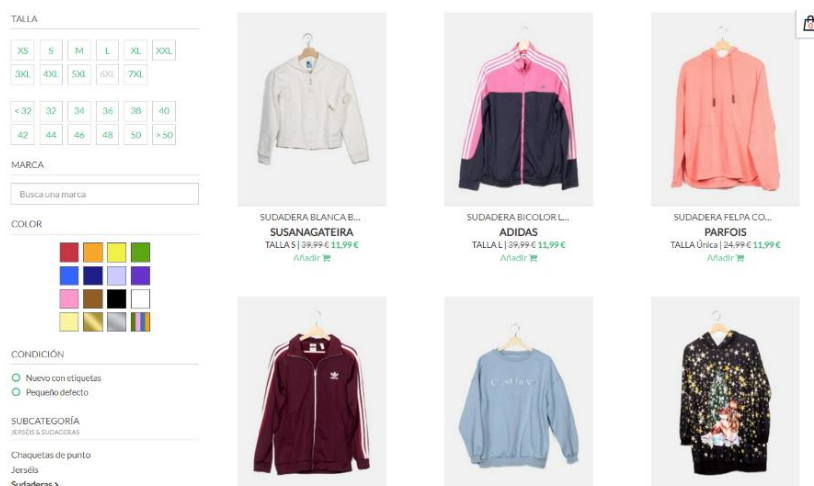 TALLA
XS S M L XL XXL
3XL 4XL 5XL 6XL 7XL
< 32 32 34 36 38 40
42 44 46 48 50 > 50
MARCA
Busca una marca
COLOR
CONDICIÓN
Nuevo con etiquetas
Pequeño defecto
SUBCATEGORÍA
JERSÉIS & SUDADERAS
Chaquetas de punto
Jerséis
Sudaderas >
0
SUDADERA BLANCA B...
SUSANAGATEIRA
TALLA S | 39,99 € 11,99 €
Añadir
SUDADERA BICOLOR L...
ADIDAS
TALLA L | 39,99 € 11,99 €
Añadir
SUDADERA FELPA CO...
PARFOIS
TALLA Única | 24,99 € 11,99 €
Añadir